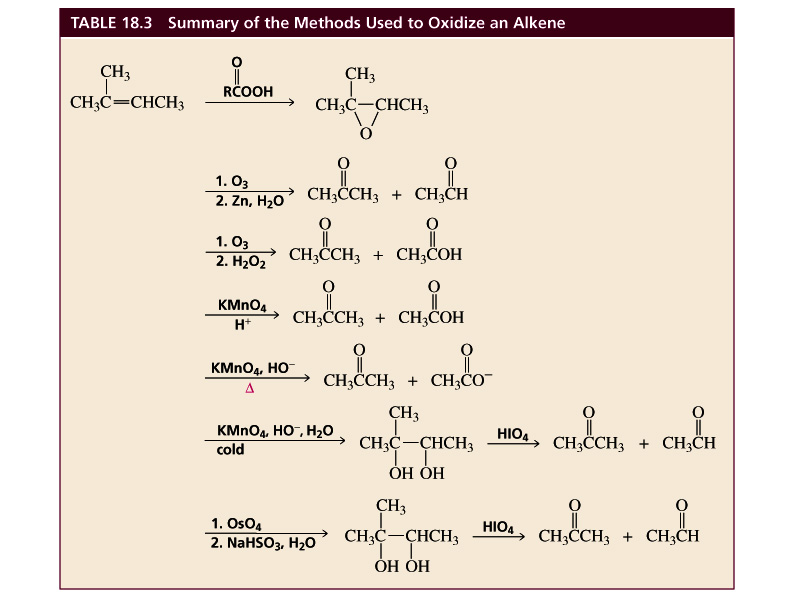 TABLE 18.3 Summary of the Methods Used to Oxidize an Alkene
CH₃
CH₃C=CHCH₃
O
RCOOH
CH₃
CH₃C—CHCH₃
O
1. O₃
2. Zn, H₂O
O
CH₃CCH₃ +
O
CH₃CH
1. O₃
2. H₂O₂
O
CH₃CCH₃ +
O
CH₃COH
KMnO₄
H⁺
O
CH₃CCH₃ +
O
CH₃COH
KMnO₄, HO⁻
Δ
O
CH₃CCH₃ +
O
CH₃CO⁻
KMnO₄, HO⁻, H₂O
cold
CH₃
CH₃C—CHCH₃
OH OH
HIO₄
O
CH₃CCH₃ +
O
CH₃CH
1. OsO₄
2. NaHSO₃, H₂O
CH₃
CH₃C—CHCH₃
OH OH
HIO₄
O
CH₃CCH₃ +
O
CH₃CH